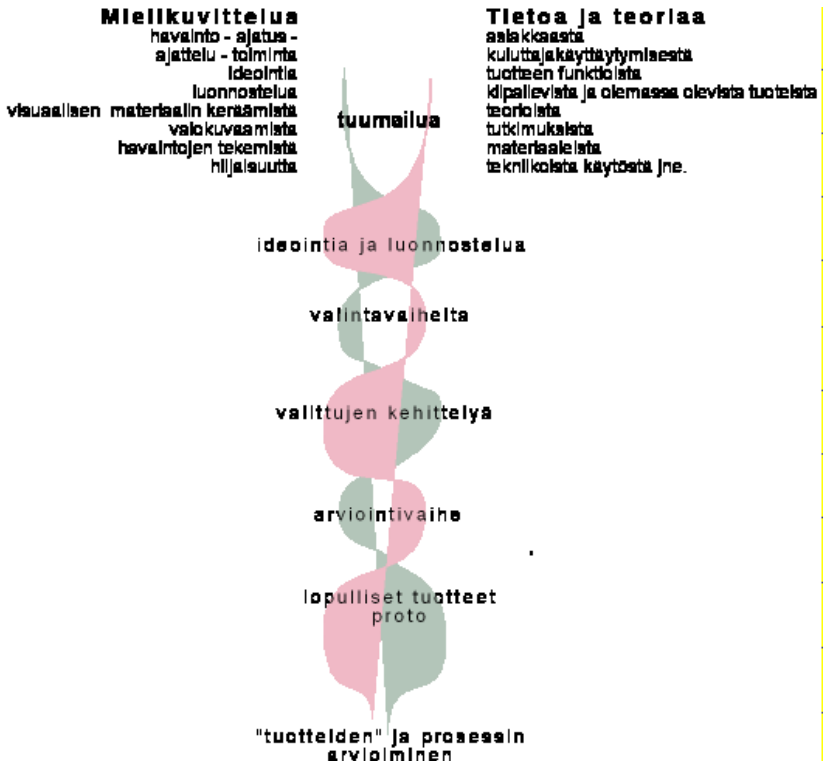 Mielikuvittelua
havainto - ajatus -
ajattelu - toiminta
ideointia
luonnostelua
visuaalisen materiaalin keräämistä
valokuvaamista
havaintojen tekemistä
hiljaisuutta
Tietoa ja teoriaa
asiakkaasta
kuluttajakäyttäytymisestä
tuotteen funktioista
kilpailevista ja olemassa olevista tuoteista
teorioista
tutkimuksista
materiaaleista
tekniikoista käytöstä jne.
tuumailua
ideointia ja luonnostelua
valintavaiheita
valittujen kehittelyä
arviointivaihe
lopulliset tuotteet
proto
"tuotteiden" ja prosessin
arvioiminen